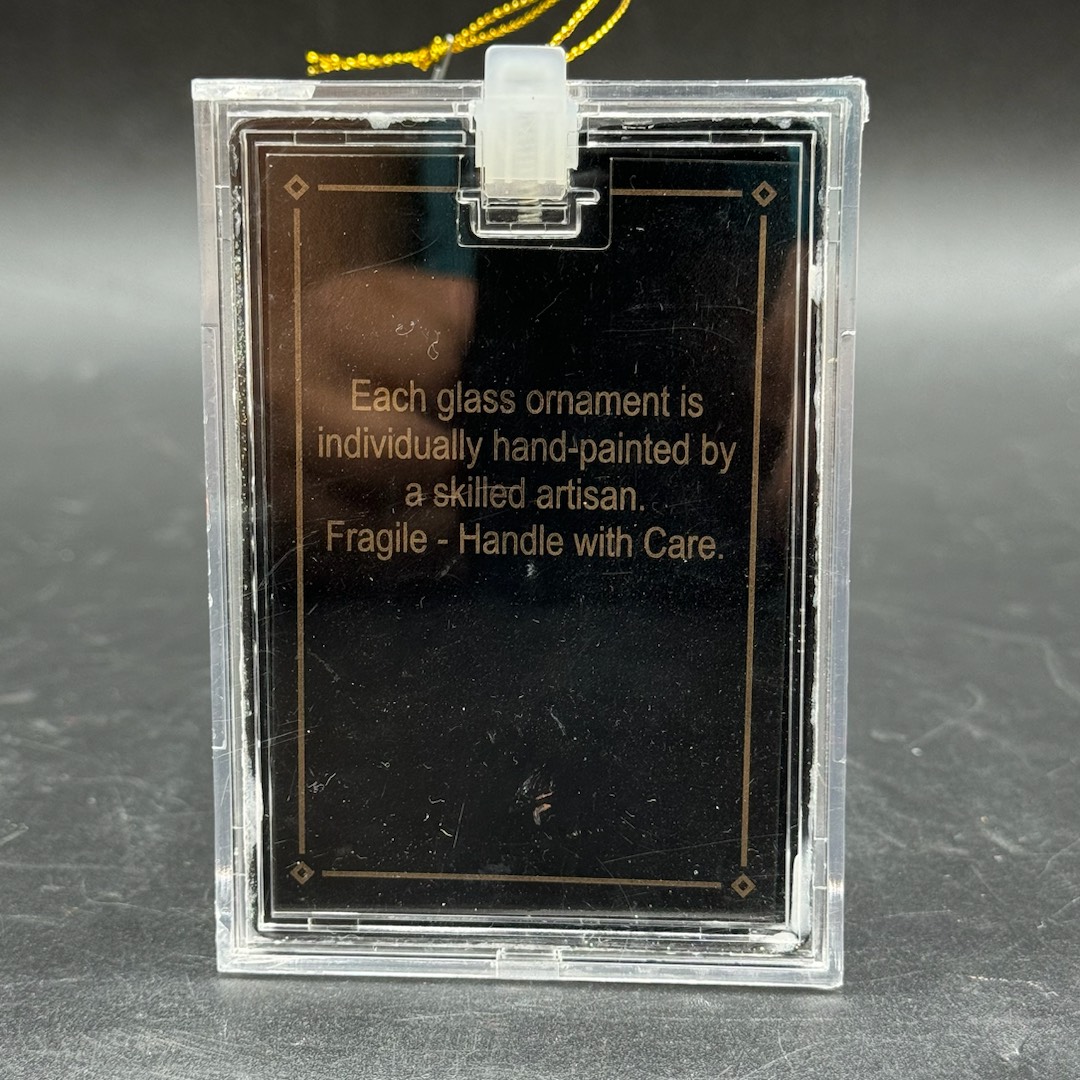 Each glass ornament is
individually hand-painted by
a skilled artisan.
Fragile - Handle with Care.